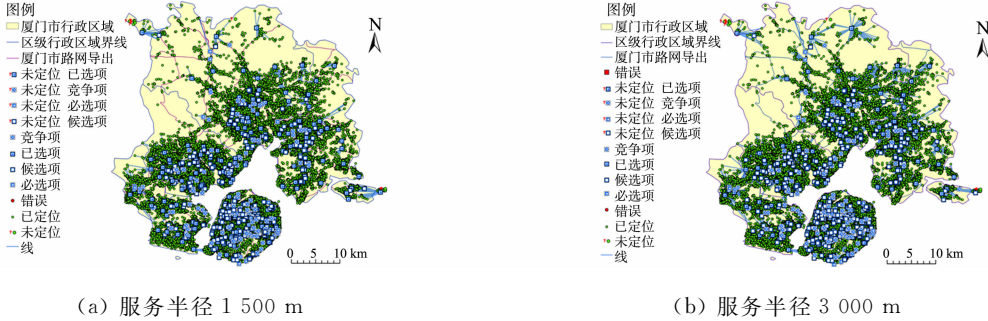 图例
厦门市行政区域
区级行政区域界线
厦门市路网导出
未定位 已选项
未定位 竞争项
未定位 必选项
未定位 候选项
竞争项
已选项
候选项
必选项
错误
已定位
未定位
线
N
0 5 10 km
(a) 服务半径 1 500 m
图例
厦门市行政区域
区级行政区域界线
厦门市路网导出
错误
未定位 已选项
未定位 竞争项
未定位 必选项
未定位 候选项
竞争项
已选项
候选项
必选项
错误
已定位
未定位
线
N
0 5 10 km
(b) 服务半径 3 000 m